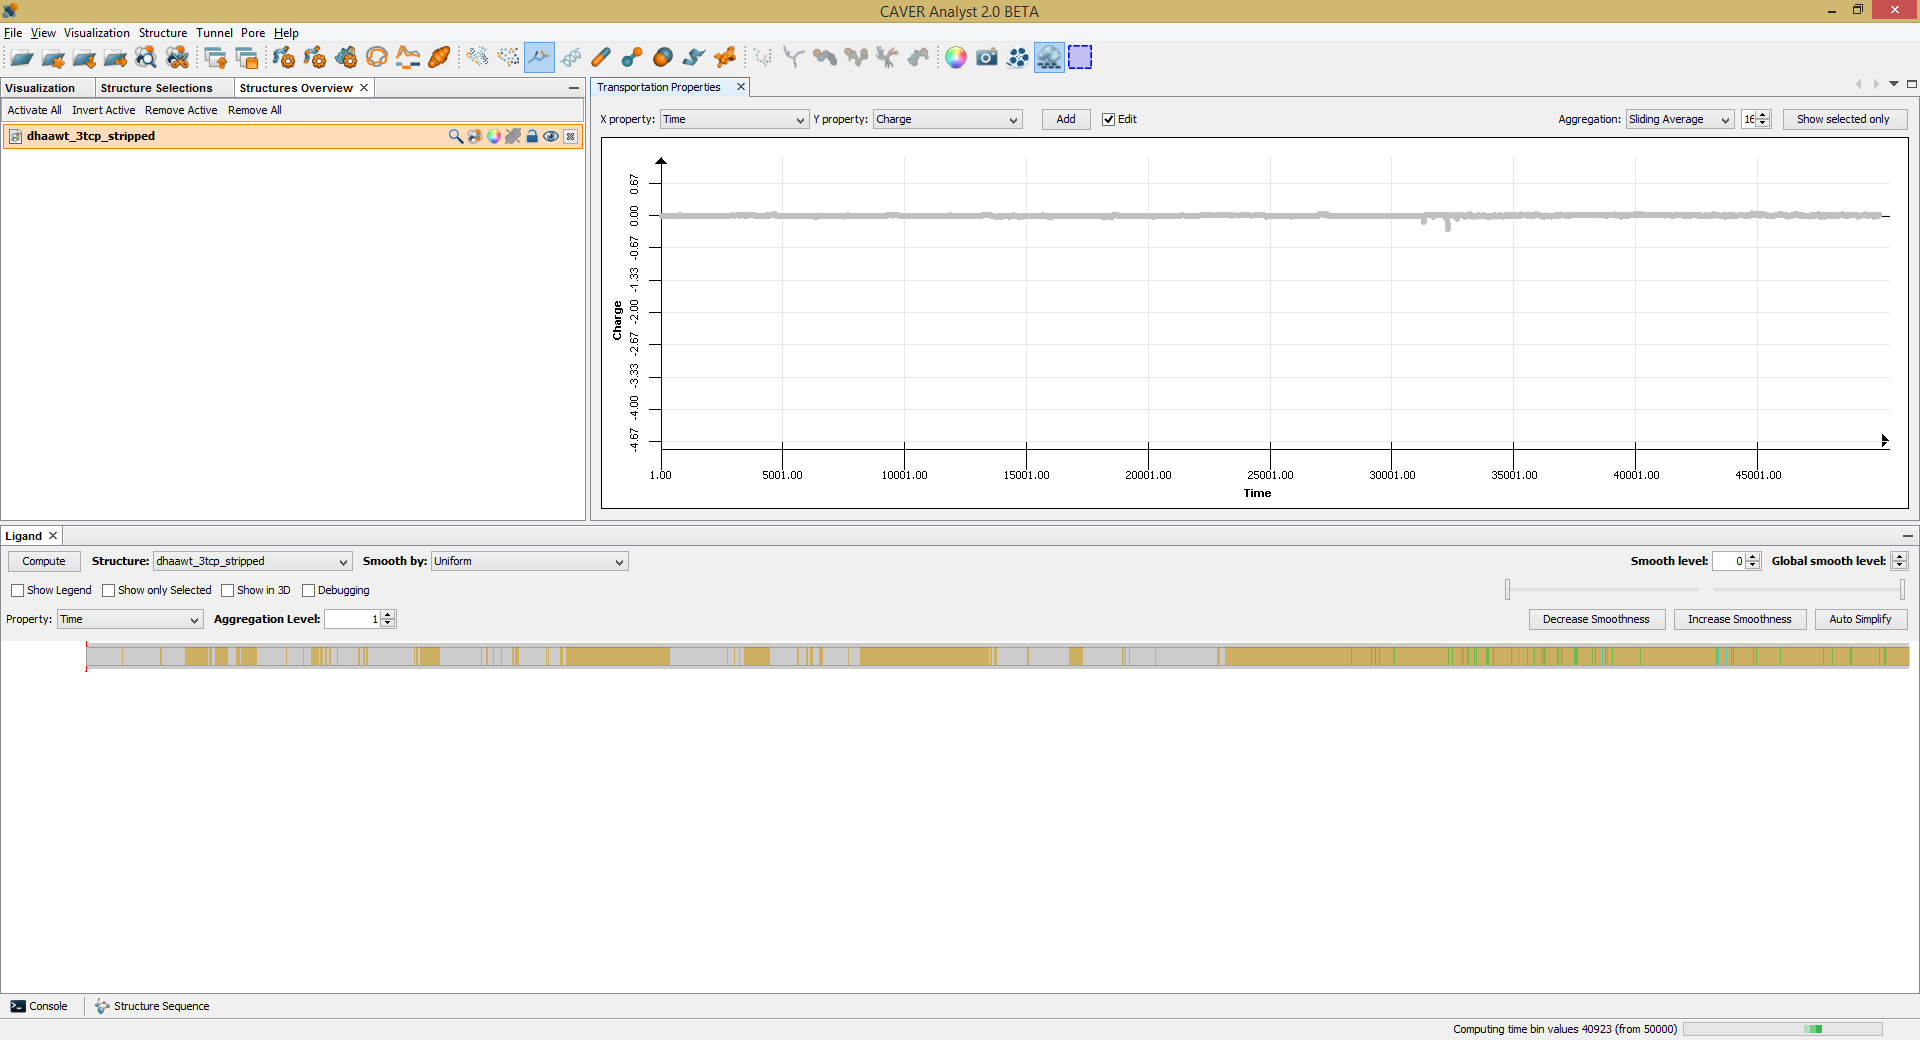 CAVER Analyst 2.0 BETA
File View Visualization Structure Tunnel Pore Help
Visualization Structure Selections Structures Overview
Activate All Invert Active Remove Active Remove All
dhaawt_3tcp_stripped
Transportation Properties
X property: Time Y property: Charge Add Edit Aggregation: Sliding Average Show selected only
0.67
0.00
-0.67
-1.33
-2.00
-2.67
-3.33
-4.00
-4.67
Charge
1.00 5001.00 10001.00 15001.00 20001.00 25001.00 30001.00 35001.00 40001.00 45001.00
Time
Ligand
Compute Structure: dhaawt_3tcp_stripped Smooth by: Uniform Smooth level: 0 Global smooth level:
Show Legend Show only Selected Show in 3D Debugging
Property: Time Aggregation Level: 1 Decrease Smoothness Increase Smoothness Auto Simplify
Console Structure Sequence
Computing time bin values 40923 (from 50000)